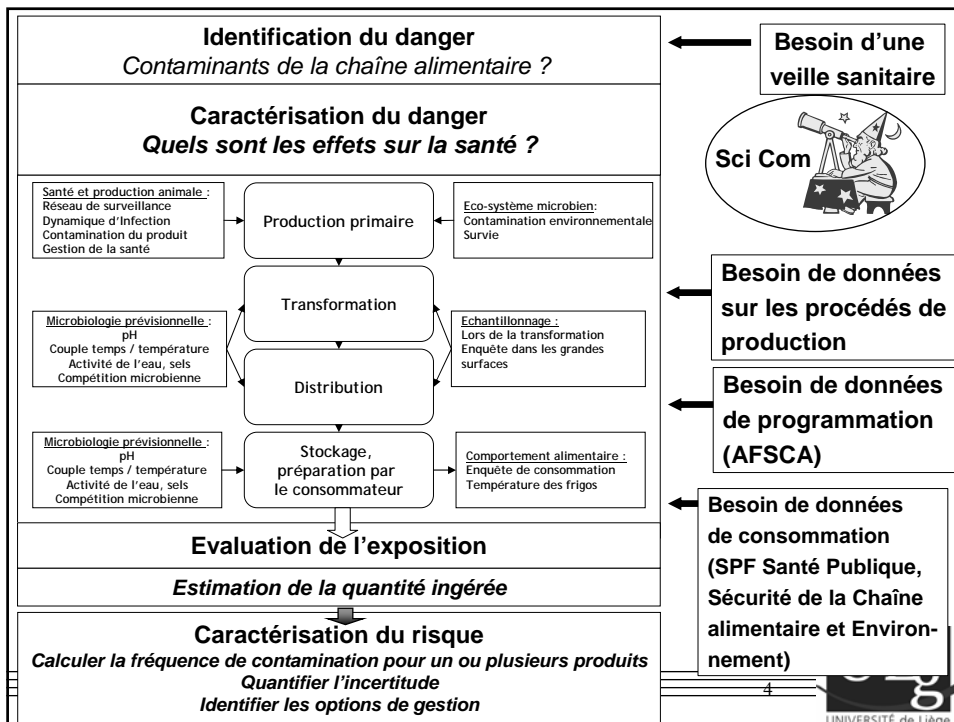 Identification du danger
Contaminants de la chaîne alimentaire ?
Besoin d'une
veille sanitaire
Caractérisation du danger
Quels sont les effets sur la santé ?
Sci Com
Santé et production animale :
Réseau de surveillance
Dynamique d'Infection
Contamination du produit
Gestion de la santé
Production primaire
Eco-système microbien:
Contamination environnementale
Survie
Transformation
Besoin de données
sur les procédés de
production
Microbiologie prévisionnelle :
pH
Couple temps / température
Activité de l'eau, sels
Compétition microbienne
Echantillonnage :
Lors de la transformation
Enquête dans les grandes
surfaces
Distribution
Besoin de données
de programmation
(AFSCA)
Microbiologie prévisionnelle :
pH
Couple temps / température
Activité de l'eau, sels
Compétition microbienne
Stockage,
préparation par
le consommateur
Comportement alimentaire :
Enquête de consommation
Température des frigos
Besoin de données
de consommation
(SPF Santé Publique,
Sécurité de la Chaîne
alimentaire et Environ-
nement)
Evaluation de l'exposition
Estimation de la quantité ingérée
Caractérisation du risque
Calculer la fréquence de contamination pour un ou plusieurs produits
Quantifier l'incertitude
Identifier les options de gestion
4
UNIVERSITÉ de Liège